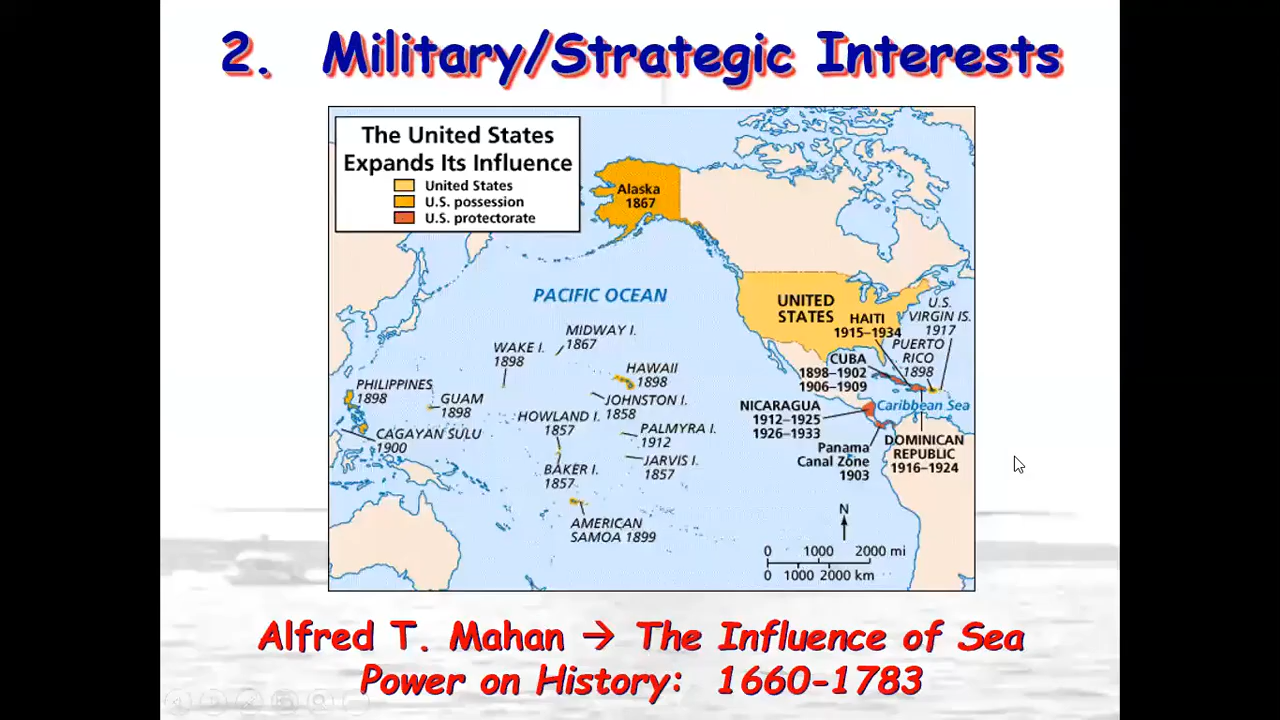 2. Military/Strategic Interests
The United States
Expands Its Influence
United States
U.S. possession
U.S. protectorate
Alaska
1867
PACIFIC OCEAN
UNITED
STATES
HAITI
1915–1934
U.S.
VIRGIN IS.
1917
PUERTO
RICO
1898
CUBA
1898–1902
1906–1909
Caribbean Sea
NICARAGUA
1912–1925
1926–1933
Panama
Canal Zone
1903
DOMINICAN
REPUBLIC
1916–1924
MIDWAY I.
1867
WAKE I.
1898
HAWAII
1898
JOHNSTON I.
1858
PHILIPPINES
1898
GUAM
1898
HOWLAND I.
1857
PALMYRA I.
1912
CAGAYAN SULU
1900
BAKER I.
1857
JARVIS I.
1857
AMERICAN
SAMOA 1899
N
0 1000 2000 mi
0 1000 2000 km
Alfred T. Mahan → The Influence of Sea
Power on History: 1660-1783